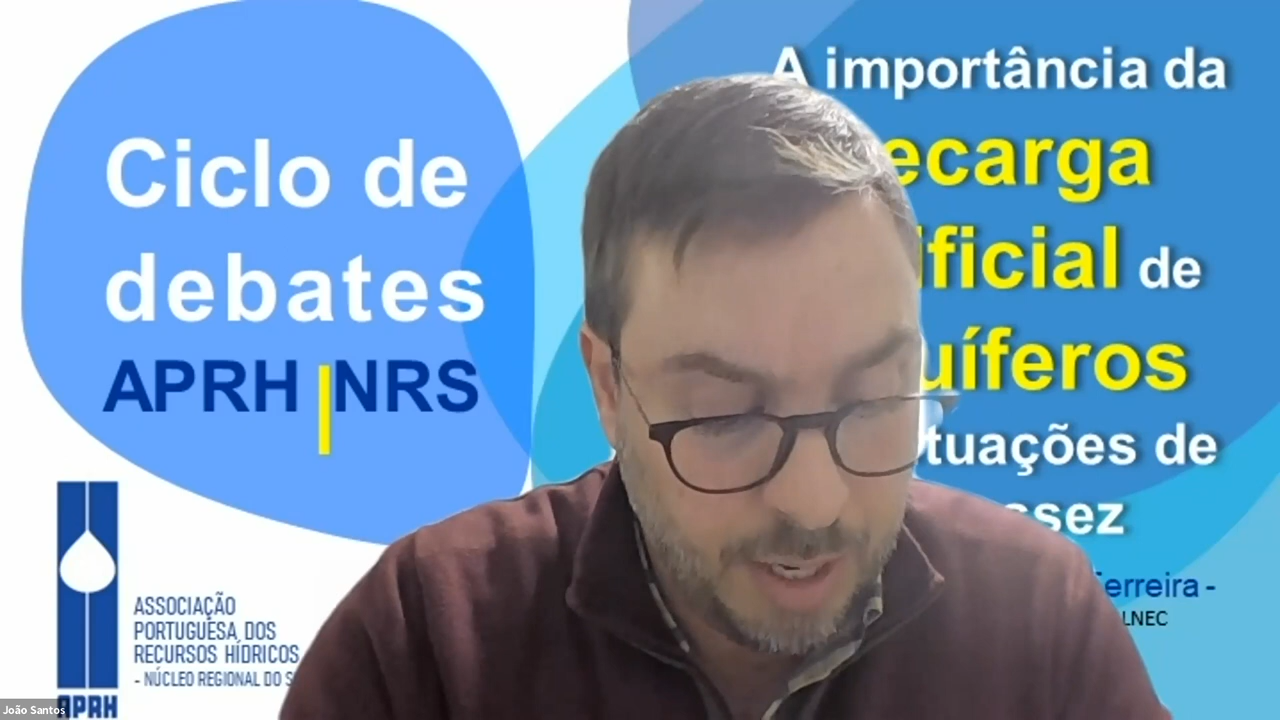 Ciclo de
debates
APRH NRS
ASSOCIAÇÃO
PORTUGUESA DOS
RECURSOS HÍDRICOS
- NÚCLEO REGIONAL DO S
APRH
João Santos
A importância da
ecarga
ificial de
uíferos
tuações de
ssez
Ferreira -
LNEC